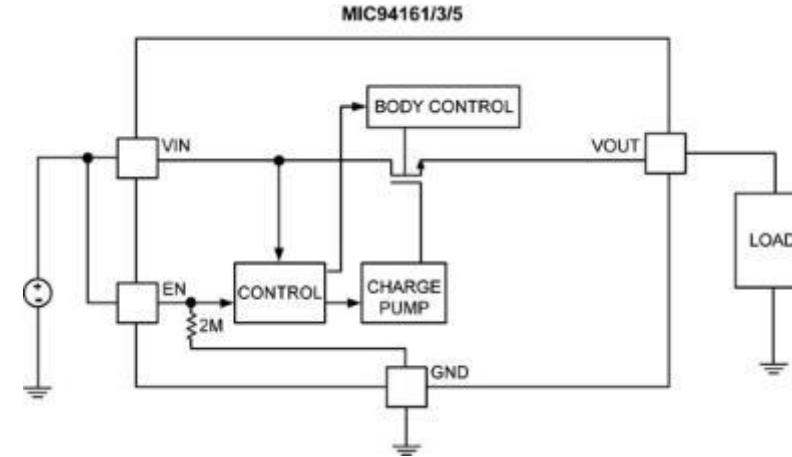 MIC94161/3/5
BODY CONTROL
VIN
VOUT
LOAD
EN
CONTROL
CHARGE
PUMP
2M
GND